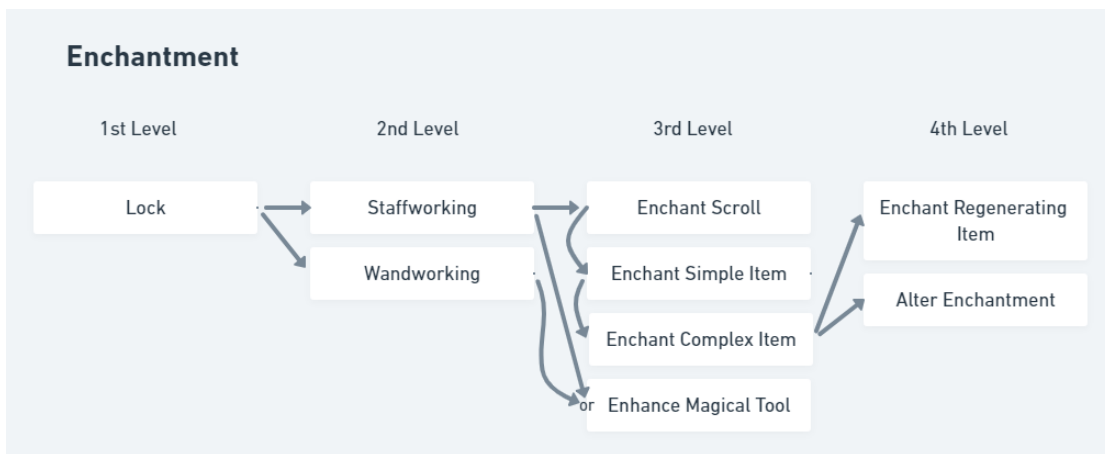 Enchantment
1st Level
2nd Level
3rd Level
4th Level
Lock
Staffworking
Enchant Scroll
Enchant Regenerating
Item
Wandworking
Enchant Simple Item
Alter Enchantment
Enchant Complex Item
or Enhance Magical Tool